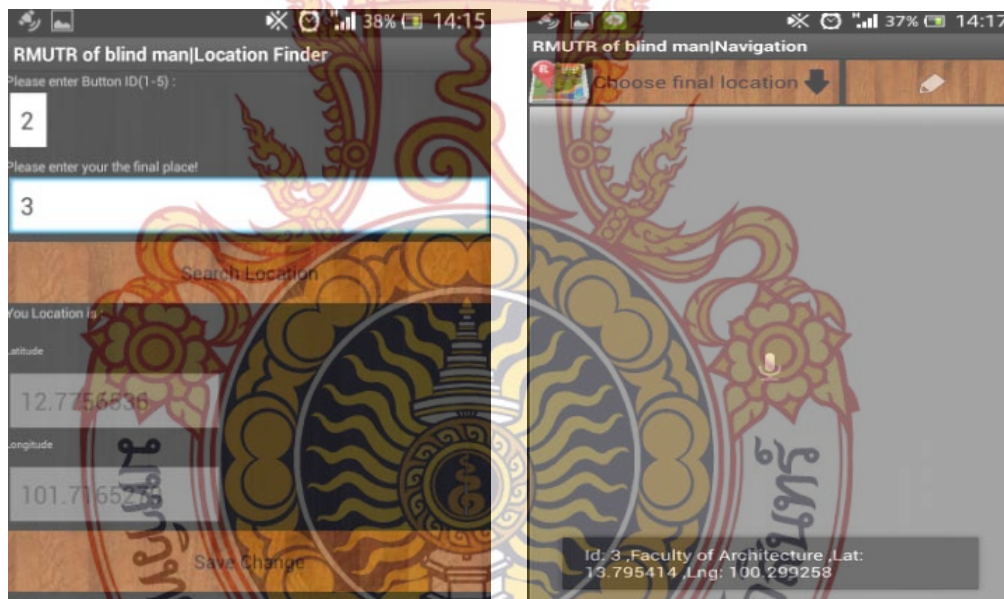 38% 14:15
RMUTR of blind man|Location Finder
Please enter Button ID(1-5) :
2
Please enter your the final place!
3
Search Location
You Location is :
Latitude
12.7756536
Longitude
101.7165276
Save Change
37% 14:17
RMUTR of blind man|Navigation
Choose final location
Id: 3 ,Faculty of Architecture ,Lat:
13.795414 ,Lng: 100.299258